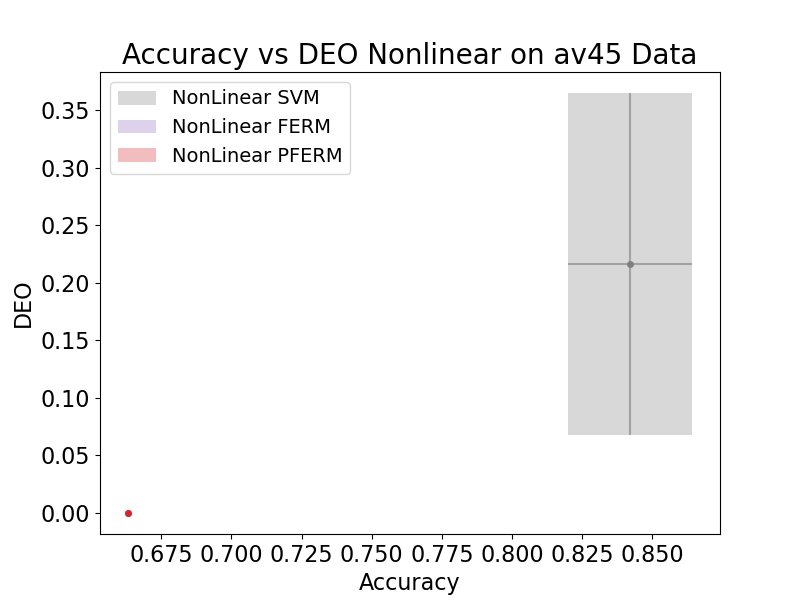 Accuracy vs DEO Nonlinear on av45 Data
NonLinear SVM
NonLinear FERM
NonLinear PFERM
0.35
0.30
0.25
0.20
0.15
0.10
0.05
0.00
DEO
0.675 0.700 0.725 0.750 0.775 0.800 0.825 0.850
Accuracy